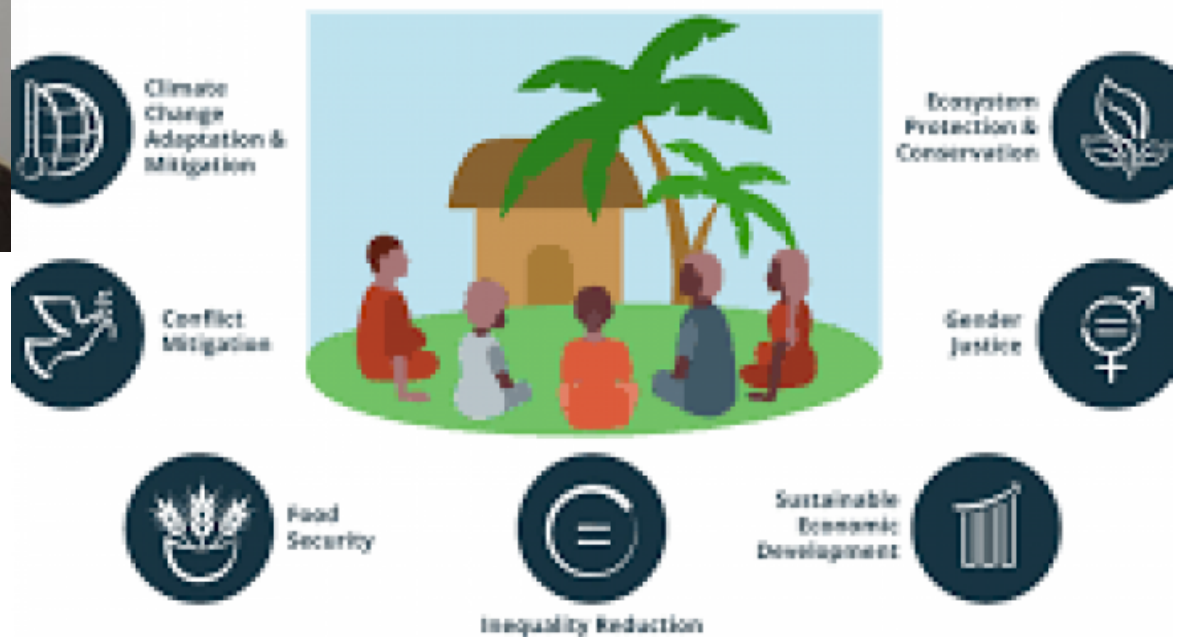 Climate
Change
Adaptation &
Mitigation
Ecosystem
Protection &
Conservation
Conflict
Mitigation
Gender
Justice
Food
Security
Sustainable
Economic
Development
Inequality Reduction